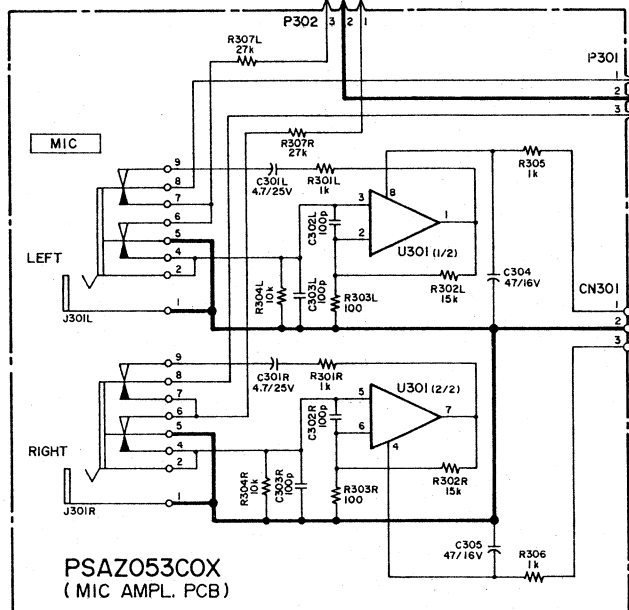 P302 3 2 1
R307L
27k
P301
1
2
3
R307R
27k
MIC
9
8
7
6
5
4
2
1
C301L
4.7/25V
R301L
1k
8
R305
1k
3
2
1
C302L
100p
U301 (1/2)
LEFT
R304L
10k
C303L
100p
R303L
100
R302L
15k
C304
47/16V
CN301
1
2
3
J301L
9
8
7
6
5
4
2
1
C301R
4.7/25V
R301R
1k
U301 (2/2)
5
6
7
4
C302R
100p
RIGHT
R304R
10k
C303R
100p
R303R
100
R302R
15k
J301R
C305
47/16V
R306
1k
PSAZ053COX
(MIC AMPL. PCB)